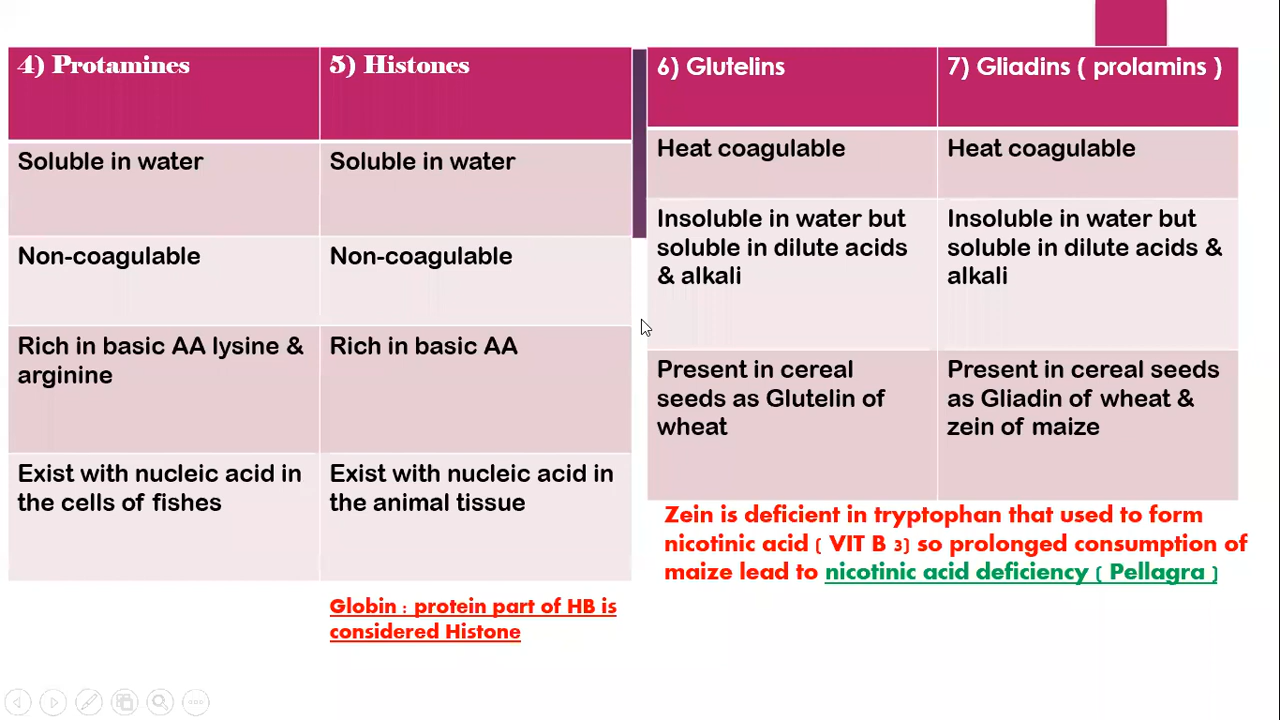 4) Protamines
5) Histones
Soluble in water
Soluble in water
Non-coagulable
Non-coagulable
Rich in basic AA lysine &
arginine
Rich in basic AA
Exist with nucleic acid in
the cells of fishes
Exist with nucleic acid in
the animal tissue
Globin : protein part of HB is
considered Histone
6) Glutelins
7) Gliadins ( prolamins )
Heat coagulable
Heat coagulable
Insoluble in water but
soluble in dilute acids
& alkali
Insoluble in water but
soluble in dilute acids &
alkali
Present in cereal
seeds as Glutelin of
wheat
Present in cereal seeds
as Gliadin of wheat &
zein of maize
Zein is deficient in tryptophan that used to form
nicotinic acid ( VIT B 3) so prolonged consumption of
maize lead to nicotinic acid deficiency ( Pellagra )